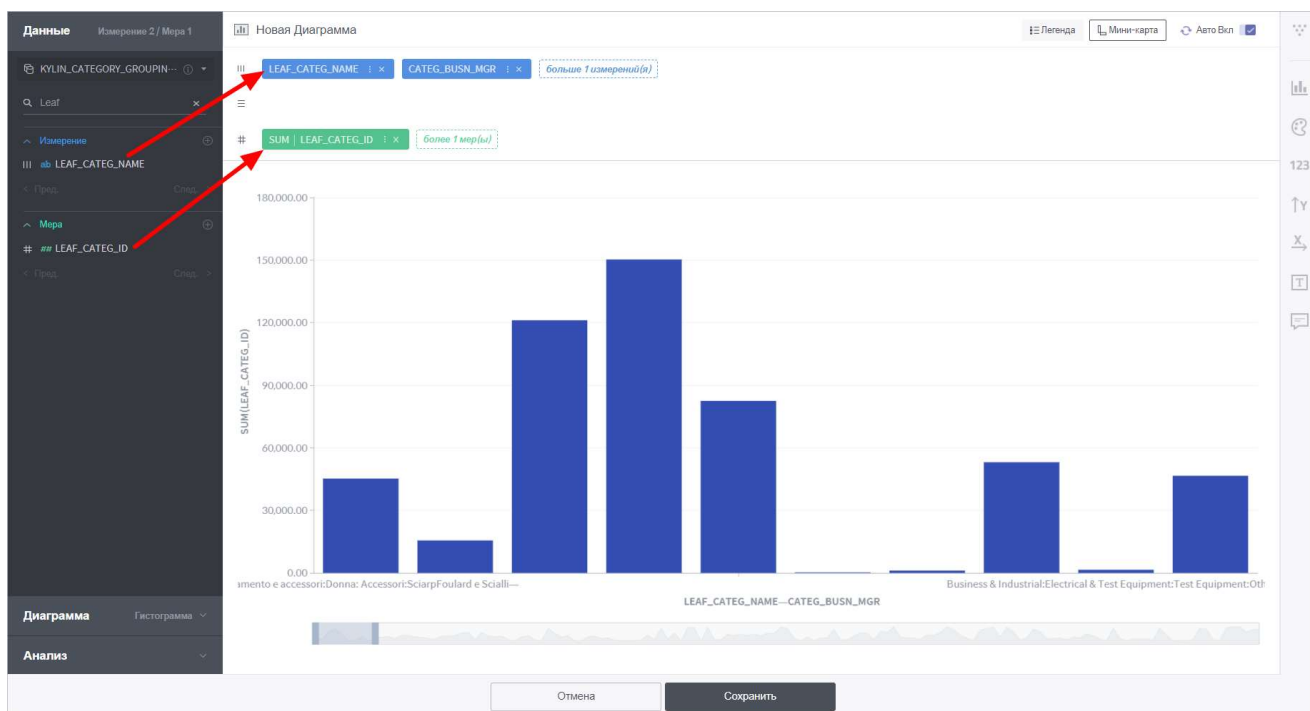 Данные Измерение 2 / Мера 1
Новая Диаграмма
Легенда Мини-карта Авто Вкл
KYLIN_CATEGORY_GROUPIN···
LEAF_CATEG_NAME CATEG_BUSN_MGR больше 1 измерений(я)
Leaf
Измерение
SUM | LEAF_CATEG_ID более 1 мер(ы)
ab LEAF_CATEG_NAME
< Пред. След. >
Мера
## LEAF_CATEG_ID
< Пред. След. >
123
Y
X
T
180,000.00
150,000.00
120,000.00
90,000.00
60,000.00
30,000.00
0.00
SUM(LEAF_CATEG_ID)
amento e accessori:Donna: Accessori:SciarpFoulard e Scialli—
Business & Industrial:Electrical & Test Equipment:Test Equipment:Oth
LEAF_CATEG_NAME—CATEG_BUSN_MGR
Диаграмма Гистограмма
Анализ
Отмена Сохранить